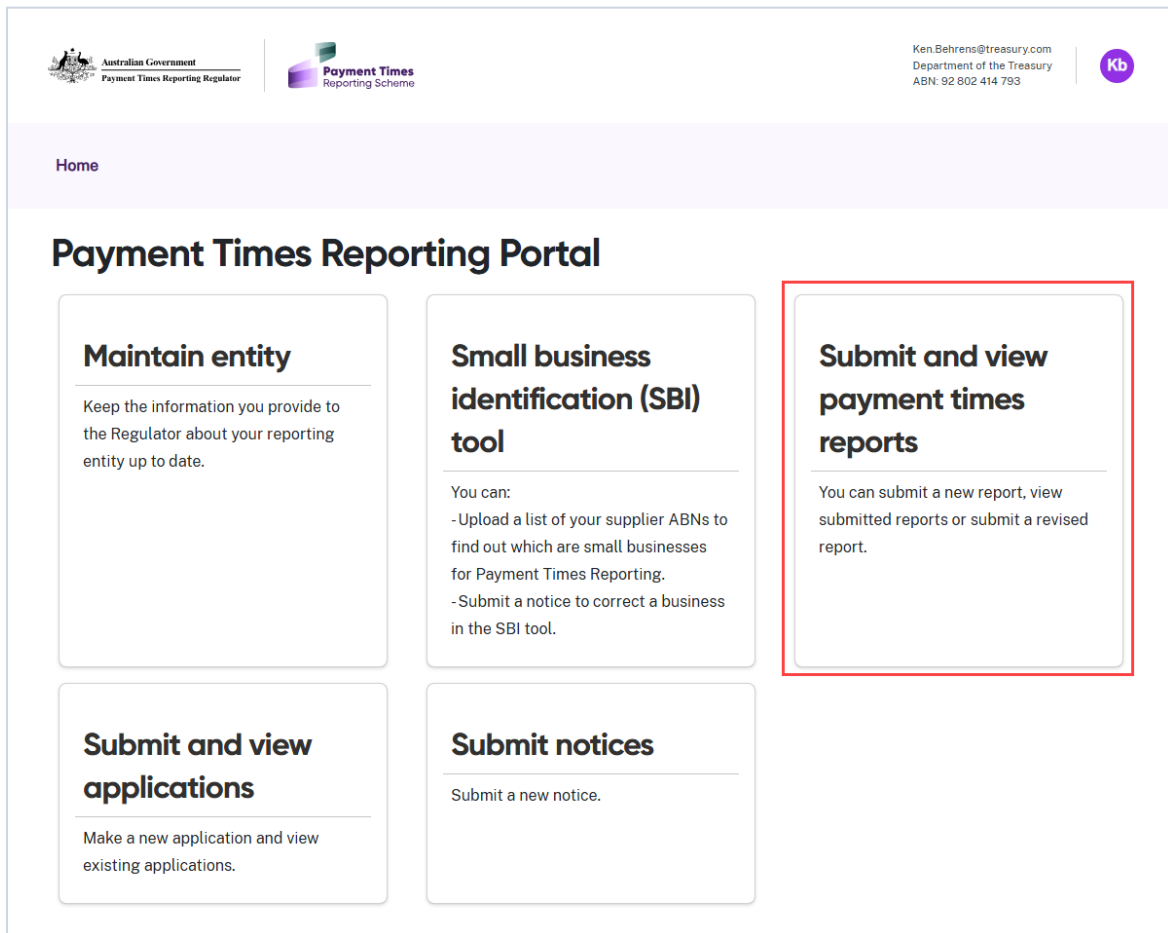 Australian Government
Payment Times Reporting Regulator
Payment Times
Reporting Scheme
Ken.Behrens@treasury.com
Department of the Treasury
ABN: 92 802 414 793
Kb
Home
Payment Times Reporting Portal
Maintain entity
Keep the information you provide to
the Regulator about your reporting
entity up to date.
Small business
identification (SBI)
tool
You can:
- Upload a list of your supplier ABNs to
find out which are small businesses
for Payment Times Reporting.
- Submit a notice to correct a business
in the SBI tool.
Submit and view
payment times
reports
You can submit a new report, view
submitted reports or submit a revised
report.
Submit and view
applications
Make a new application and view
existing applications.
Submit notices
Submit a new notice.